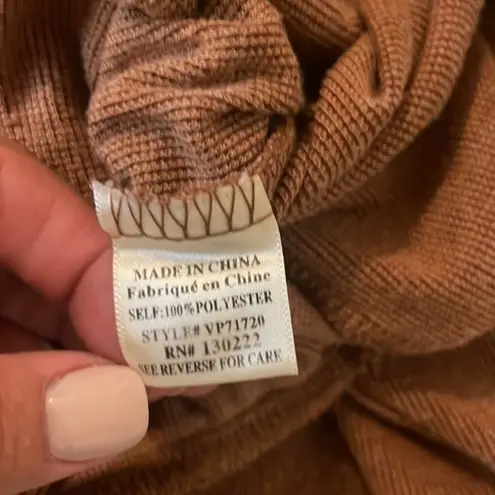 MADE IN CHINA
Fabriqué en Chine
SELF:100%POLYESTER
STYLE# VP71720
RN# 130222
SEE REVERSE FOR CARE